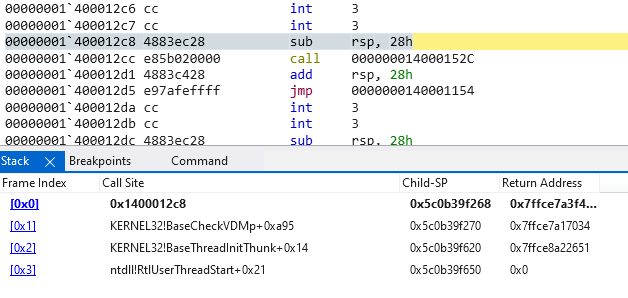 00000001`400012c6 cc int 3
00000001`400012c7 cc int 3
00000001`400012c8 4883ec28 sub rsp, 28h
00000001`400012cc e85b020000 call 000000014000152C
00000001`400012d1 4883c428 add rsp, 28h
00000001`400012d5 e97afeffff jmp 0000000140001154
00000001`400012da cc int 3
00000001`400012db cc int 3
00000001`400012dc 4883ec28 sub rsp, 28h
Stack × Breakpoints Command
Frame Index Call Site Child-SP Return Address
[0x0] 0x1400012c8 0x5c0b39f268 0x7ffce7a3f4...
[0x1] KERNEL32!BaseCheckVDMp+0xa95 0x5c0b39f270 0x7ffce7a17034
[0x2] KERNEL32!BaseThreadInitThunk+0x14 0x5c0b39f620 0x7ffce8a22651
[0x3] ntdll!RtlUserThreadStart+0x21 0x5c0b39f650 0x0